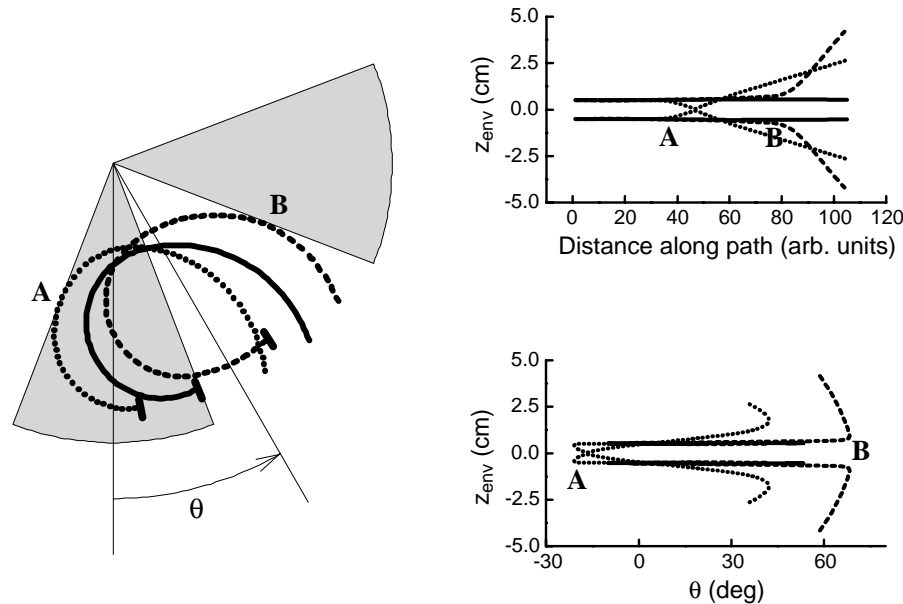 A
B
θ
5.0
2.5
0.0
-2.5
-5.0
z_env (cm)
A
B
0 20 40 60 80 100 120
Distance along path (arb. units)
5.0
2.5
0.0
-2.5
-5.0
z_env (cm)
A
B
-30 0 30 60
θ (deg)